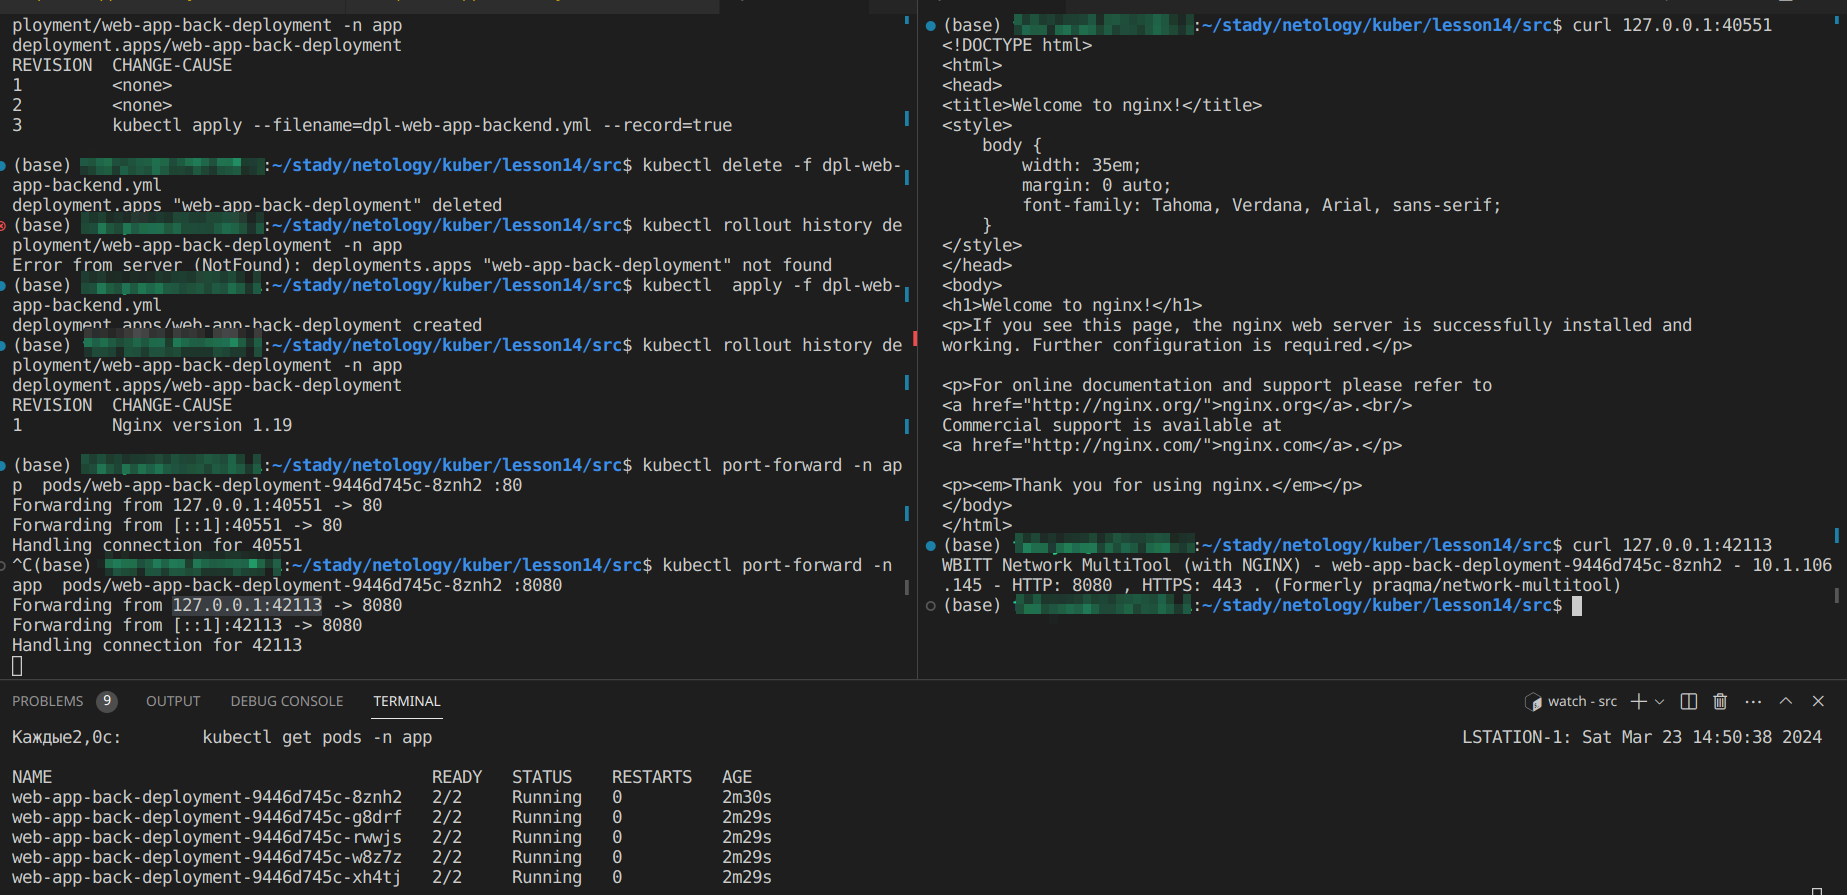 ployment/web-app-back-deployment -n app
deployment.apps/web-app-back-deployment
REVISION  CHANGE-CAUSE
1         <none>
2         <none>
3         kubectl apply --filename=dpl-web-app-backend.yml --record=true
(base) :~/stady/netology/kuber/lesson14/src$ kubectl delete -f dpl-web-
app-backend.yml
deployment.apps "web-app-back-deployment" deleted
(base) :~/stady/netology/kuber/lesson14/src$ kubectl rollout history de
ployment/web-app-back-deployment -n app
Error from server (NotFound): deployments.apps "web-app-back-deployment" not found
(base) :~/stady/netology/kuber/lesson14/src$ kubectl  apply -f dpl-web-
app-backend.yml
deployment.apps/web-app-back-deployment created
(base) :~/stady/netology/kuber/lesson14/src$ kubectl rollout history de
ployment/web-app-back-deployment -n app
deployment.apps/web-app-back-deployment
REVISION  CHANGE-CAUSE
1         Nginx version 1.19
(base) :~/stady/netology/kuber/lesson14/src$ kubectl port-forward -n ap
p  pods/web-app-back-deployment-9446d745c-8znh2 :80
Forwarding from 127.0.0.1:40551 -> 80
Forwarding from [::1]:40551 -> 80
Handling connection for 40551
^C(base) :~/stady/netology/kuber/lesson14/src$ kubectl port-forward -n
app  pods/web-app-back-deployment-9446d745c-8znh2 :8080
Forwarding from 127.0.0.1:42113 -> 8080
Forwarding from [::1]:42113 -> 8080
Handling connection for 42113
(base) :~/stady/netology/kuber/lesson14/src$ curl 127.0.0.1:40551
<!DOCTYPE html>
<html>
<head>
<title>Welcome to nginx!</title>
<style>
    body {
        width: 35em;
        margin: 0 auto;
        font-family: Tahoma, Verdana, Arial, sans-serif;
    }
</style>
</head>
<body>
<h1>Welcome to nginx!</h1>
<p>If you see this page, the nginx web server is successfully installed and
working. Further configuration is required.</p>
<p>For online documentation and support please refer to
<a href="http://nginx.org/">nginx.org</a>.<br/>
Commercial support is available at
<a href="http://nginx.com/">nginx.com</a>.</p>
<p><em>Thank you for using nginx.</em></p>
</body>
</html>
(base) :~/stady/netology/kuber/lesson14/src$ curl 127.0.0.1:42113
WBITT Network MultiTool (with NGINX) - web-app-back-deployment-9446d745c-8znh2 - 10.1.106
.145 - HTTP: 8080 , HTTPS: 443 . (Formerly praqma/network-multitool)
(base) :~/stady/netology/kuber/lesson14/src$
PROBLEMS 9 OUTPUT DEBUG CONSOLE TERMINAL watch - src
Каждые2,0с:        kubectl get pods -n app LSTATION-1: Sat Mar 23 14:50:38 2024
NAME                                      READY   STATUS    RESTARTS   AGE
web-app-back-deployment-9446d745c-8znh2   2/2     Running   0          2m30s
web-app-back-deployment-9446d745c-g8drf   2/2     Running   0          2m29s
web-app-back-deployment-9446d745c-rwwjs   2/2     Running   0          2m29s
web-app-back-deployment-9446d745c-w8z7z   2/2     Running   0          2m29s
web-app-back-deployment-9446d745c-xh4tj   2/2     Running   0          2m29s